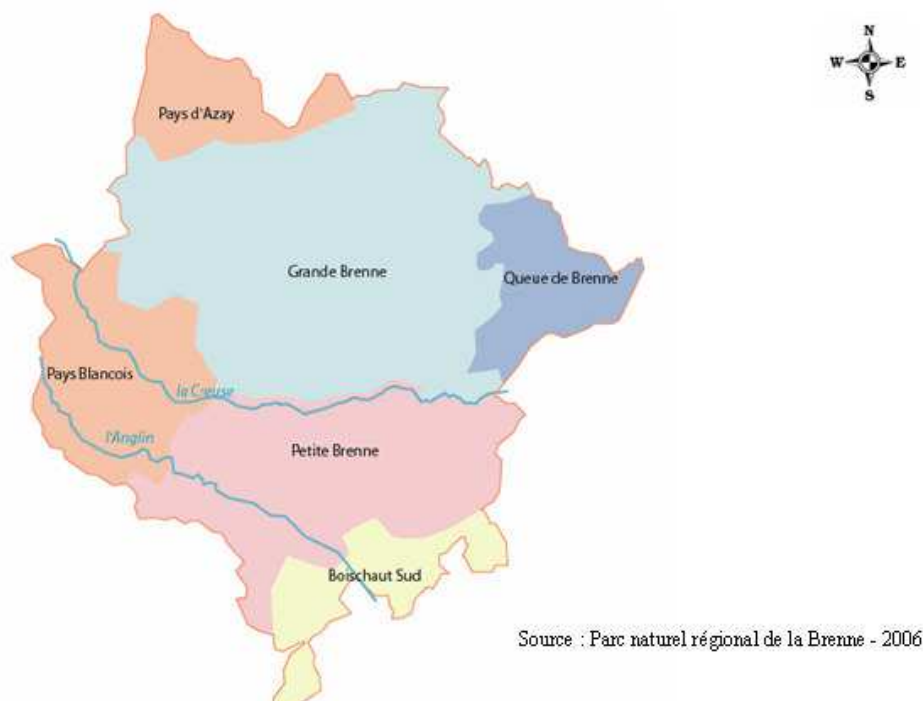 N
W E
S
Pays d'Azay
Grande Brenne
Queue de Brenne
Pays Blancois
la Creuse
l'Anglin
Petite Brenne
Boischaut Sud
Source : Parc naturel régional de la Brenne - 2006